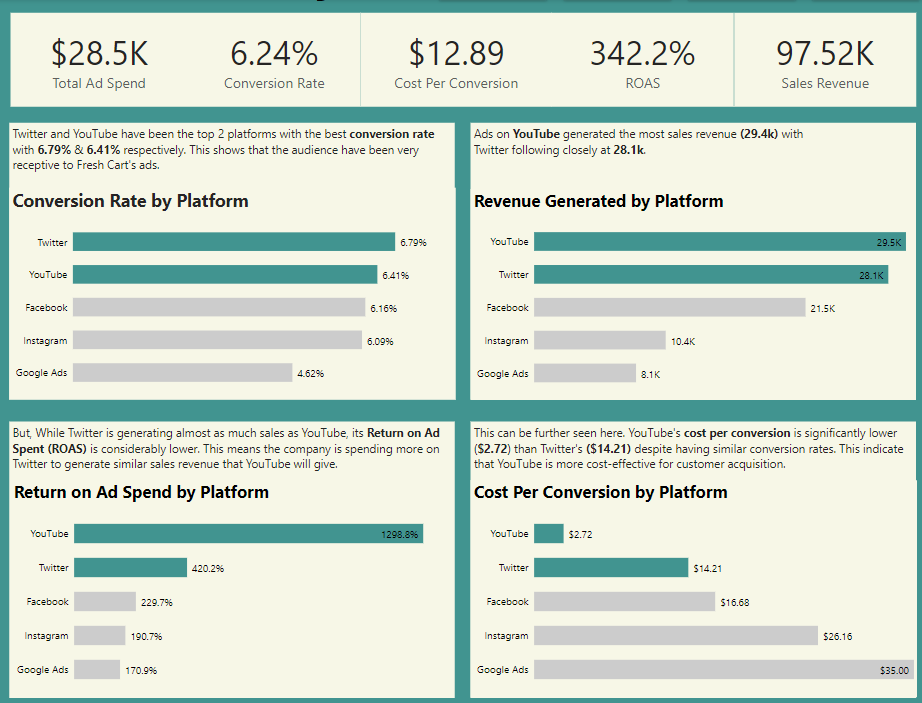 $28.5K
Total Ad Spend
6.24%
Conversion Rate
$12.89
Cost Per Conversion
342.2%
ROAS
97.52K
Sales Revenue
Twitter and YouTube have been the top 2 platforms with the best conversion rate
with 6.79% & 6.41% respectively. This shows that the audience have been very
receptive to Fresh Cart's ads.
Conversion Rate by Platform
Twitter 6.79%
YouTube 6.41%
Facebook 6.16%
Instagram 6.09%
Google Ads 4.62%
Ads on YouTube generated the most sales revenue (29.4k) with
Twitter following closely at 28.1k.
Revenue Generated by Platform
YouTube 29.5K
Twitter 28.1K
Facebook 21.5K
Instagram 10.4K
Google Ads 8.1K
But, While Twitter is generating almost as much sales as YouTube, its Return on Ad
Spent (ROAS) is considerably lower. This means the company is spending more on
Twitter to generate similar sales revenue that YouTube will give.
Return on Ad Spend by Platform
YouTube 1298.8%
Twitter 420.2%
Facebook 229.7%
Instagram 190.7%
Google Ads 170.9%
This can be further seen here. YouTube's cost per conversion is significantly lower
($2.72) than Twitter's ($14.21) despite having similar conversion rates. This indicate
that YouTube is more cost-effective for customer acquisition.
Cost Per Conversion by Platform
YouTube $2.72
Twitter $14.21
Facebook $16.68
Instagram $26.16
Google Ads $35.00